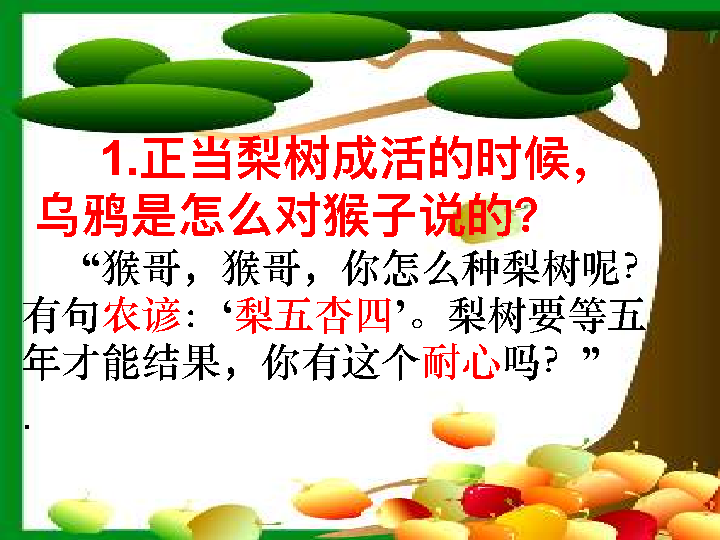 1.正当梨树成活的时候，
乌鸦是怎么对猴子说的？
“猴哥，猴哥，你怎么种梨树呢？
有句农谚：‘梨五杏四’。梨树要等五
年才能结果，你有这个耐心吗？”
.